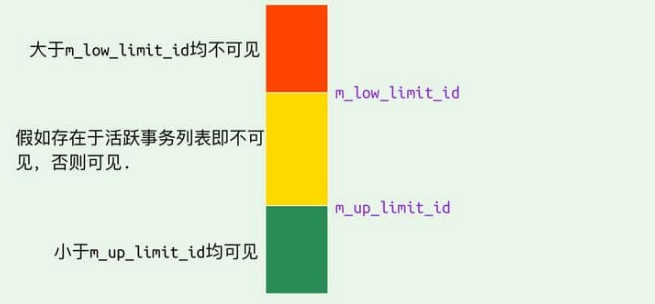 大于m_low_limit_id均不可见
m_low_limit_id
假如存在于活跃事务列表即不可
见，否则可见.
m_up_limit_id
小于m_up_limit_id均可见